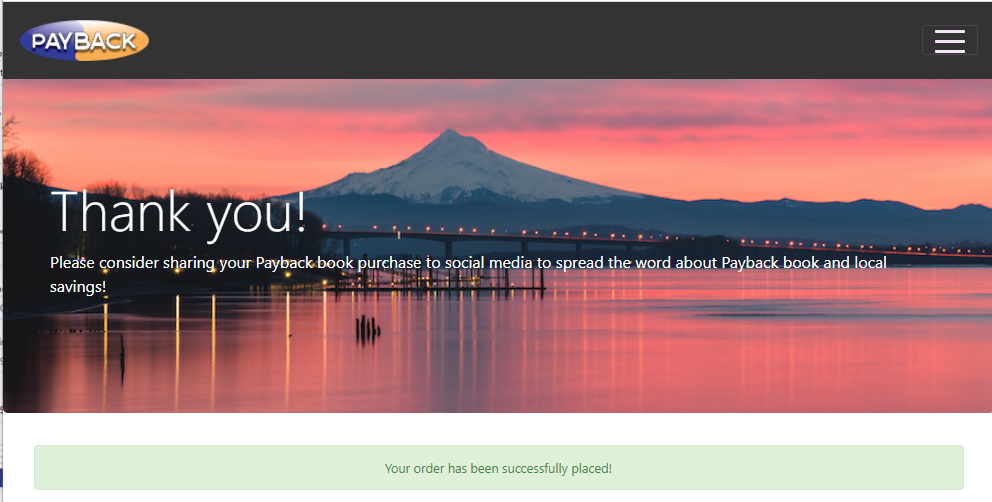 PAYBACK
Thank you!
Please consider sharing your Payback book purchase to social media to spread the word about Payback book and local
savings!
Your order has been successfully placed!